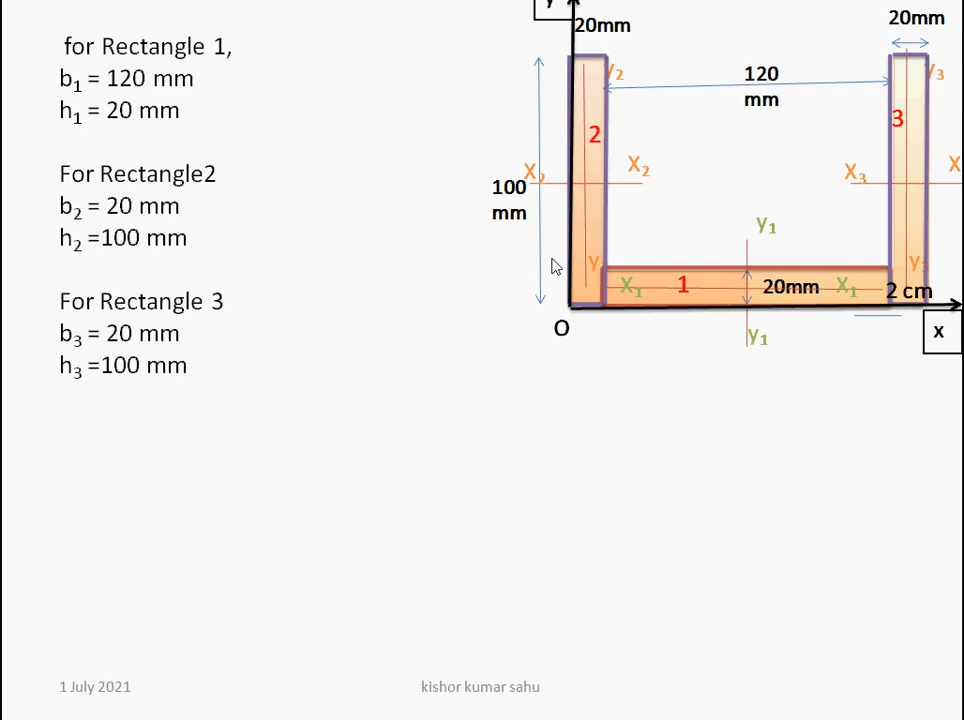 for Rectangle 1,
b₁ = 120 mm
h₁ = 20 mm
For Rectangle2
b₂ = 20 mm
h₂ =100 mm
For Rectangle 3
b₃ = 20 mm
h₃ =100 mm
y
20mm
20mm
y₂
120
mm
y₃
2
3
X₂
X₂
X₃
X
100
mm
y₁
y
y
X₁
1
20mm
X₁
2 cm
O
y₁
x
1 July 2021
kishor kumar sahu